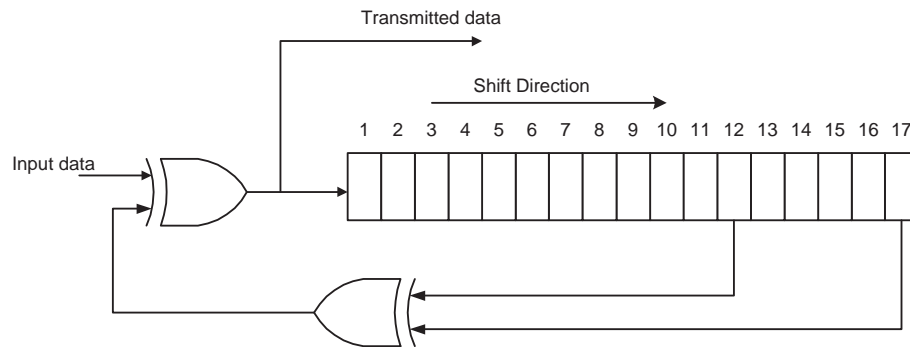 Transmitted data
Shift Direction
1 2 3 4 5 6 7 8 9 10 11 12 13 14 15 16 17
Input data